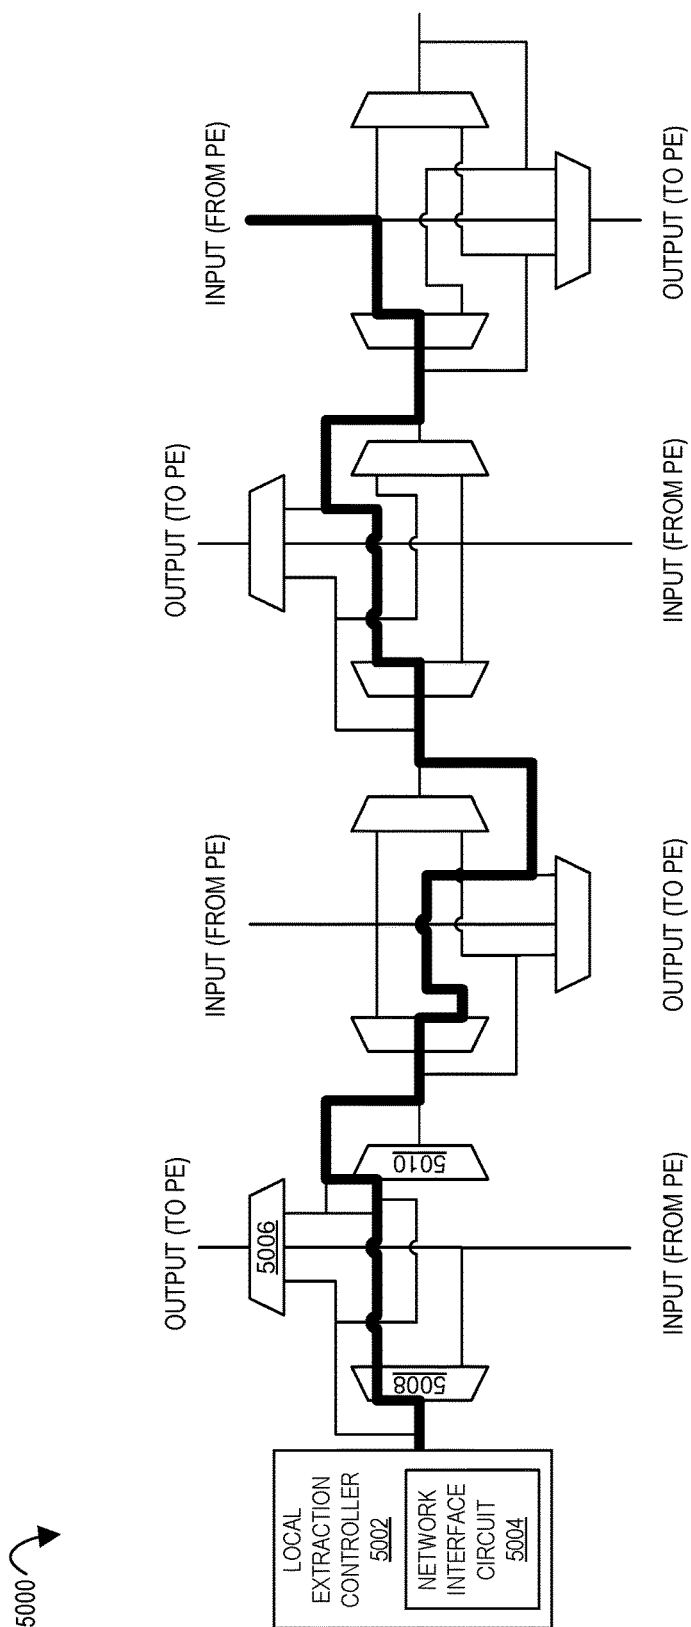 5000
LOCAL
EXTRACTION
CONTROLLER
5002
NETWORK
INTERFACE
CIRCUIT
5004
OUTPUT (TO PE)
5006
5008
5010
INPUT (FROM PE)
INPUT (FROM PE)
OUTPUT (TO PE)
OUTPUT (TO PE)
INPUT (FROM PE)
INPUT (FROM PE)
OUTPUT (TO PE)